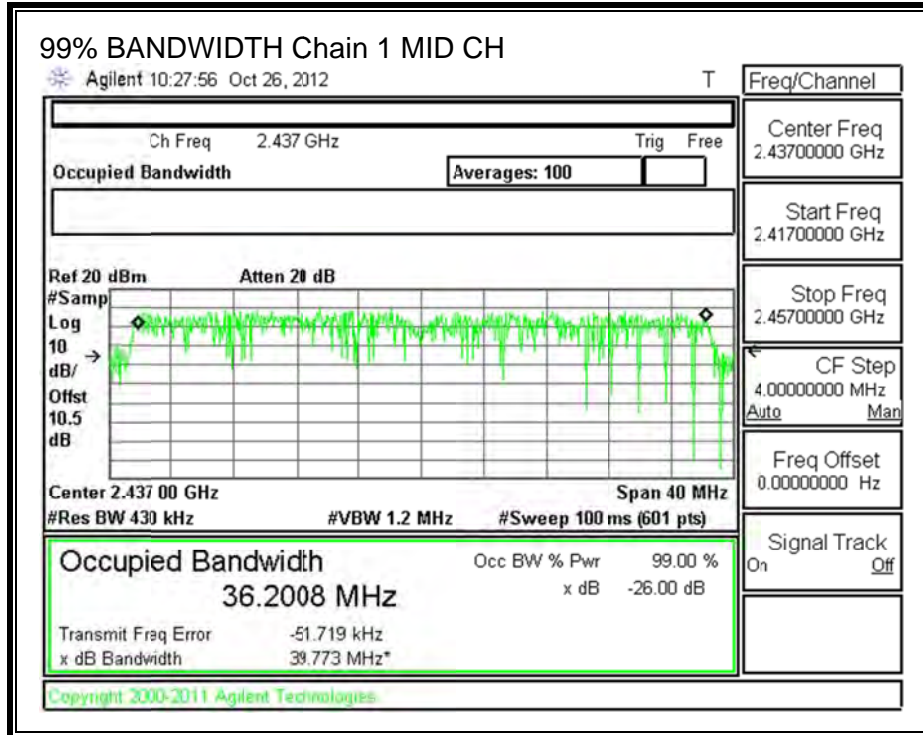 99% BANDWIDTH Chain 1 MID CH
Agilent 10:27:56 Oct 26, 2012 T
Freq/Channel
Ch Freq 2.437 GHz Trig Free
Occupied Bandwidth Averages: 100
Center Freq
2.43700000 GHz
Start Freq
2.41700000 GHz
Stop Freq
2.45700000 GHz
CF Step
4.00000000 MHz
Auto Man
Freq Offset
0.00000000 Hz
Signal Track
On Off
Ref 20 dBm Atten 20 dB
#Samp
Log
10
dB/
Offst
10.5
dB
Center 2.437 00 GHz Span 40 MHz
#Res BW 430 kHz #VBW 1.2 MHz #Sweep 100 ms (601 pts)
Occupied Bandwidth Occ BW % Pwr 99.00 %
36.2008 MHz x dB -26.00 dB
Transmit Freq Error -51.719 kHz
x dB Bandwidth 39.773 MHz*
Copyright 2000-2011 Agilent Technologies